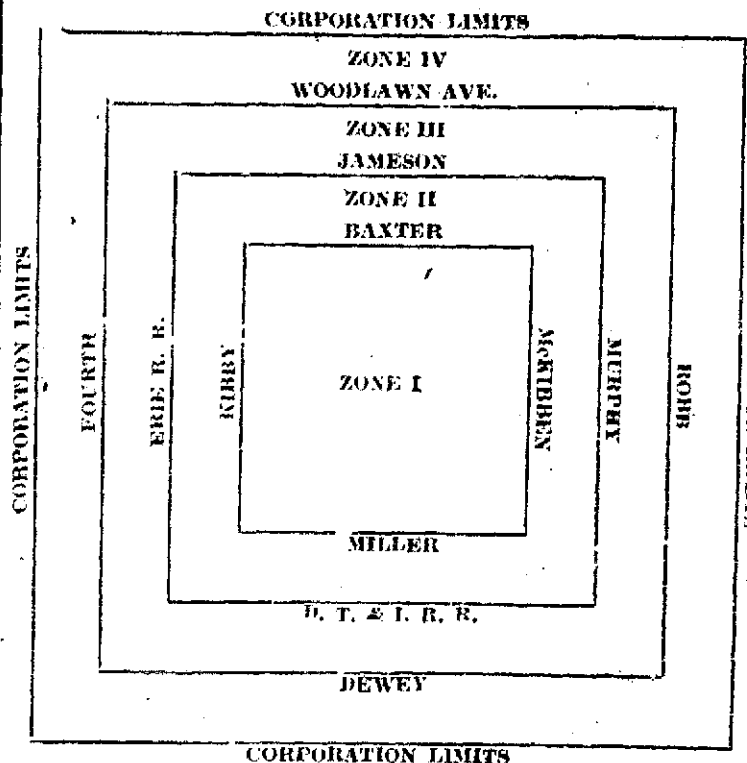 CORPORATION LIMITS
ZONE IV
WOODLAWN AVE.
ZONE III
JAMESON
ZONE II
BAXTER
CORPORATION LIMITS
FOURTH
ERIE R. R.
KIBBY
ZONE I
McKIBBEN
MURPHY
ROBB
MILLER
D. T. & I. R. R.
DEWEY
CORPORATION LIMITS